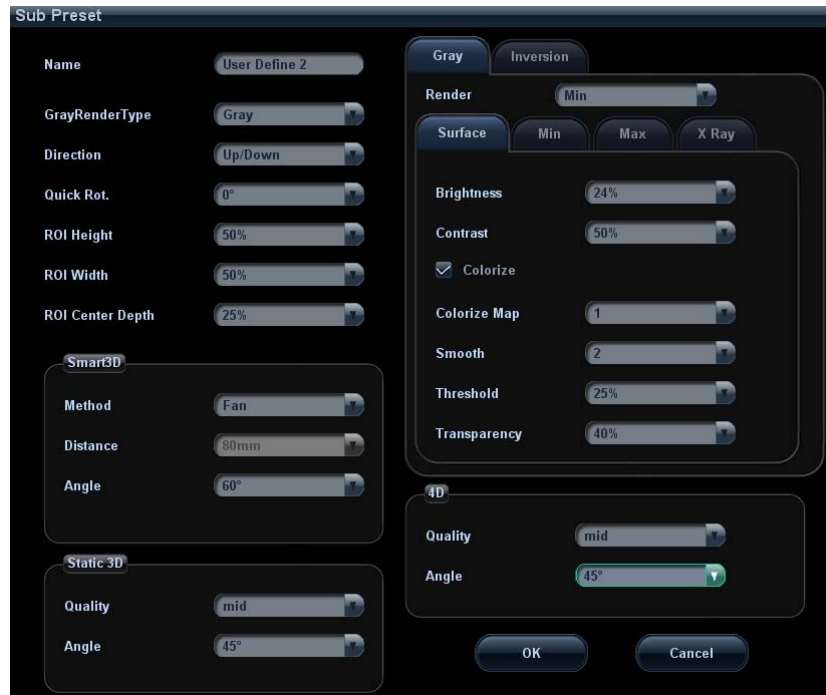 Sub Preset
Name User Define 2
GrayRenderType Gray
Direction Up/Down
Quick Rot. 0°
ROI Height 50%
ROI Width 50%
ROI Center Depth 25%
Smart3D
Method Fan
Distance 80mm
Angle 60°
Static 3D
Quality mid
Angle 45°
Gray Inversion
Render Min
Surface Min Max X Ray
Brightness 24%
Contrast 50%
Colorize
Colorize Map 1
Smooth 2
Threshold 25%
Transparency 40%
4D
Quality mid
Angle 45°
OK Cancel